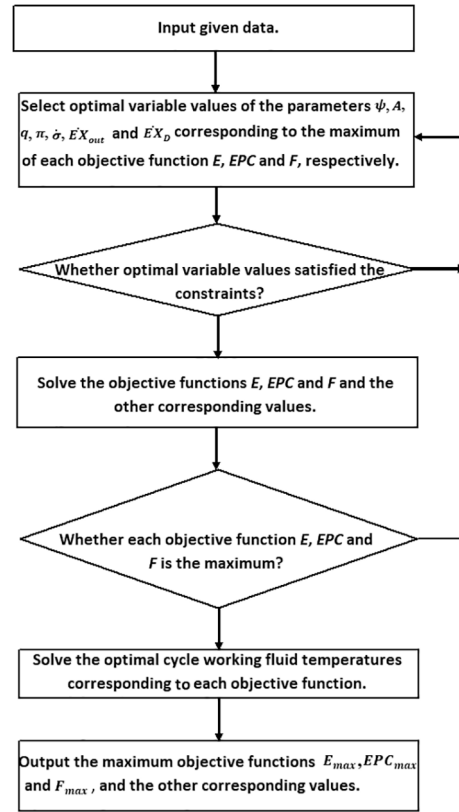 Input given data.
Select optimal variable values of the parameters ψ, A,
q, π, σ̇, ĖX_out and ĖX_D corresponding to the maximum
of each objective function E, EPC and F, respectively.
Whether optimal variable values satisfied the
constraints?
Solve the objective functions E, EPC and F and the
other corresponding values.
Whether each objective function E, EPC and
F is the maximum?
Solve the optimal cycle working fluid temperatures
corresponding to each objective function.
Output the maximum objective functions E_max, EPC_max
and F_max, and the other corresponding values.